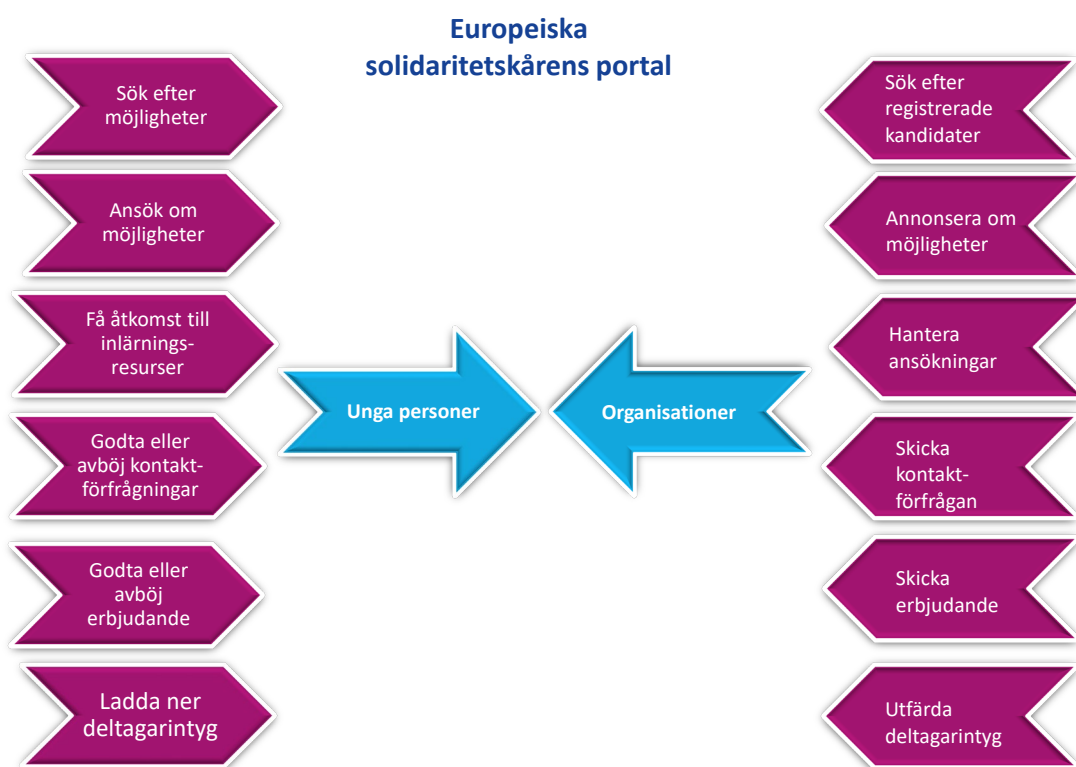 Europeiska
solidaritetskårens portal
Sök efter
möjligheter
Ansök om
möjligheter
Få åtkomst till
inlärnings-
resurser
Godta eller
avböj kontakt-
förfrågningar
Godta eller
avböj
erbjudande
Ladda ner
deltagarintyg
Unga personer
Organisationer
Sök efter
registrerade
kandidater
Annonsera om
möjligheter
Hantera
ansökningar
Skicka
kontakt-
förfrågan
Skicka
erbjudande
Utfärda
deltagarintyg